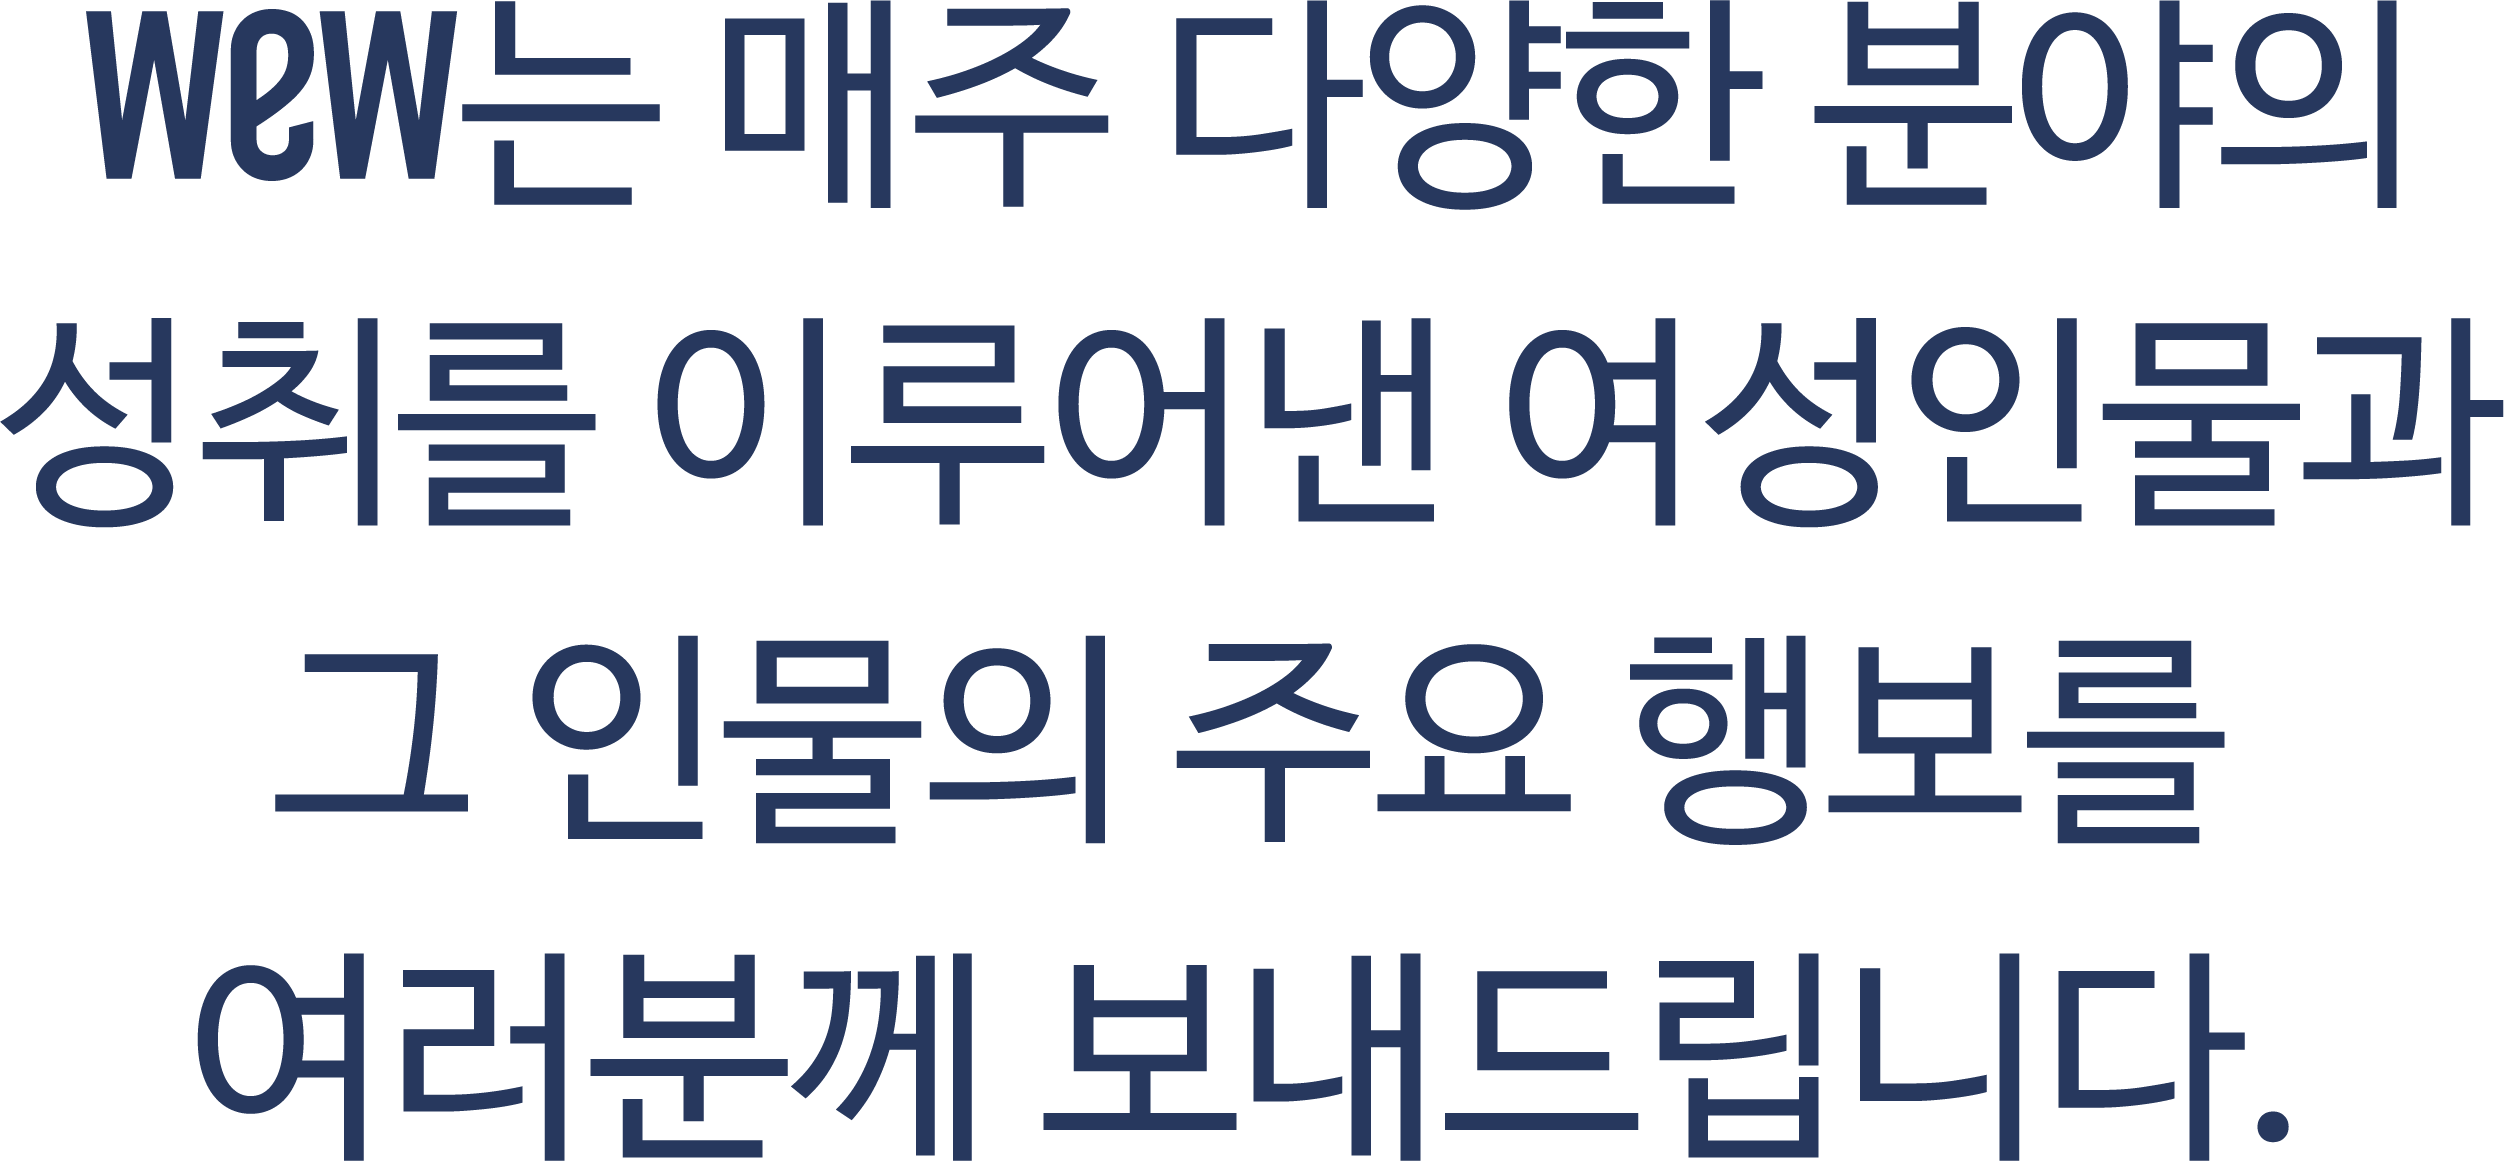 wew는 매주 다양한 분야의
성취를 이루어낸 여성인물과
그 인물의 주요 행보를
여러분께 보내드립니다.